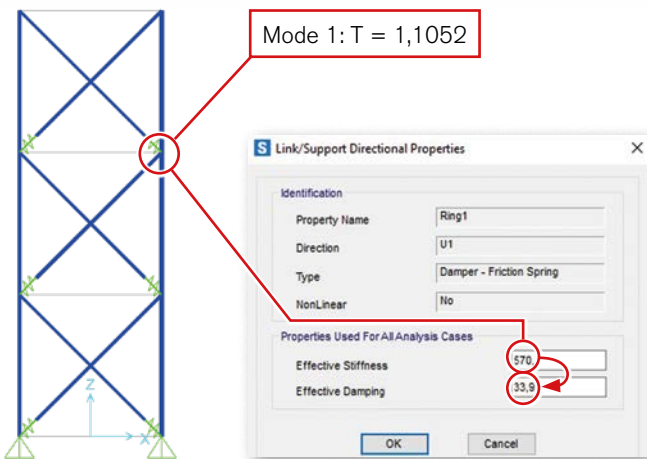 Mode 1: T = 1,1052
S Link/Support Directional Properties
Identification
Property Name Ring1
Direction U1
Type Damper - Friction Spring
NonLinear No
Properties Used For All Analysis Cases
Effective Stiffness 570,
Effective Damping 33,9
OK Cancel
Z
X